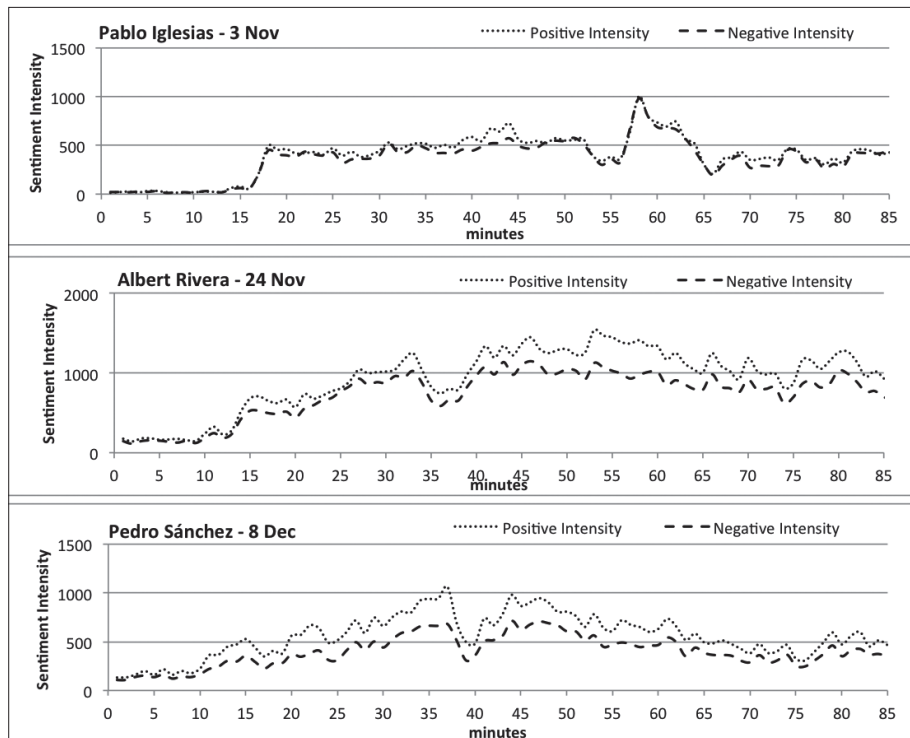 Pablo Iglesias - 3 Nov
Positive Intensity Negative Intensity
Sentiment Intensity
1500
1000
500
0
0 5 10 15 20 25 30 35 40 45 50 55 60 65 70 75 80 85
minutes
Albert Rivera - 24 Nov
Positive Intensity Negative Intensity
Sentiment Intensity
2000
1000
0
0 5 10 15 20 25 30 35 40 45 50 55 60 65 70 75 80 85
minutes
Pedro Sánchez - 8 Dec
Positive Intensity Negative Intensity
Sentiment Intensity
1500
1000
500
0
0 5 10 15 20 25 30 35 40 45 50 55 60 65 70 75 80 85
minutes